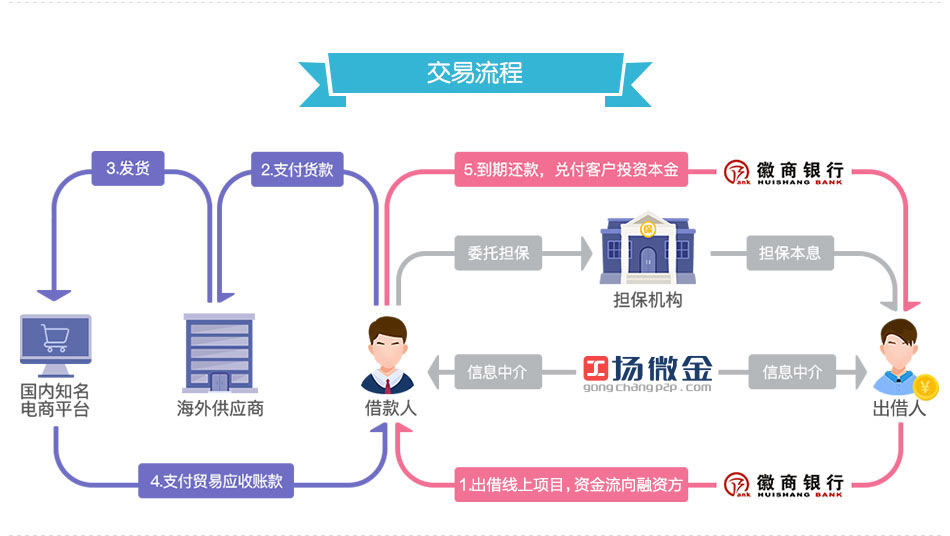 交易流程
3.发货
2.支付货款
5.到期还款，兑付客户投资本金
徽商银行
HUISHANG BANK
ank
委托担保
保
担保本息
担保机构
信息中介
工扬微金
gongchangp2p.com
信息中介
¥
国内知名
电商平台
海外供应商
借款人
出借人
4.支付贸易应收账款
1.出借线上项目，资金流向融资方
徽商银行
HUISHANG BANK
ank